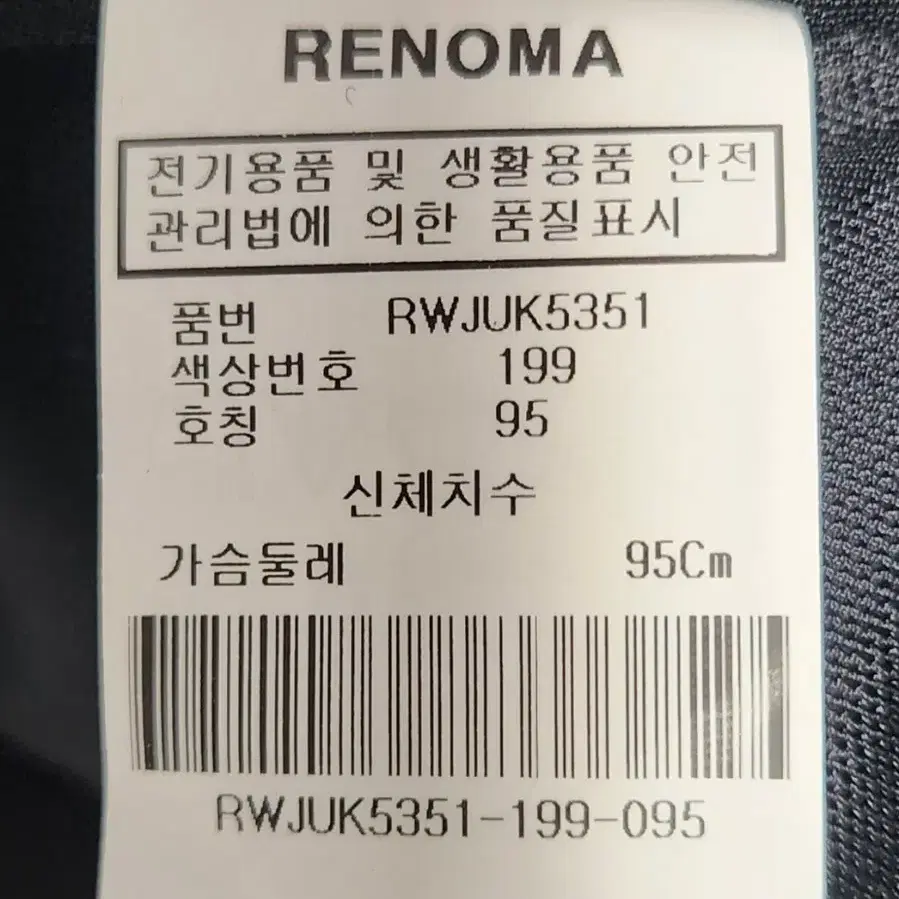 RENOMA
전기용품 및 생활용품 안전
관리법에 의한 품질표시
품번 RWJUK5351
색상번호 199
호칭 95
신체치수
가슴둘레 95Cm
RWJUK5351-199-095